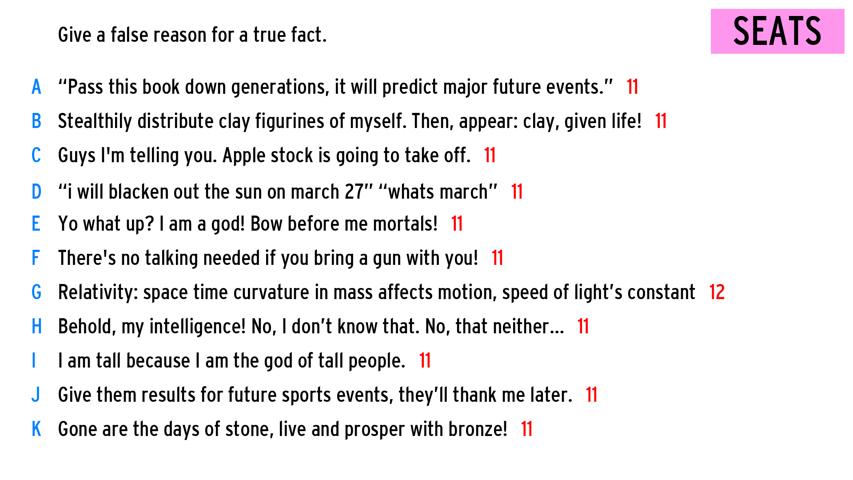 Give a false reason for a true fact.
SEATS
A “Pass this book down generations, it will predict major future events.” 11
B Stealthily distribute clay figurines of myself. Then, appear: clay, given life! 11
C Guys I'm telling you. Apple stock is going to take off. 11
D “i will blacken out the sun on march 27” “whats march” 11
E Yo what up? I am a god! Bow before me mortals! 11
F There's no talking needed if you bring a gun with you! 11
G Relativity: space time curvature in mass affects motion, speed of light’s constant 12
H Behold, my intelligence! No, I don’t know that. No, that neither... 11
I I am tall because I am the god of tall people. 11
J Give them results for future sports events, they’ll thank me later. 11
K Gone are the days of stone, live and prosper with bronze! 11